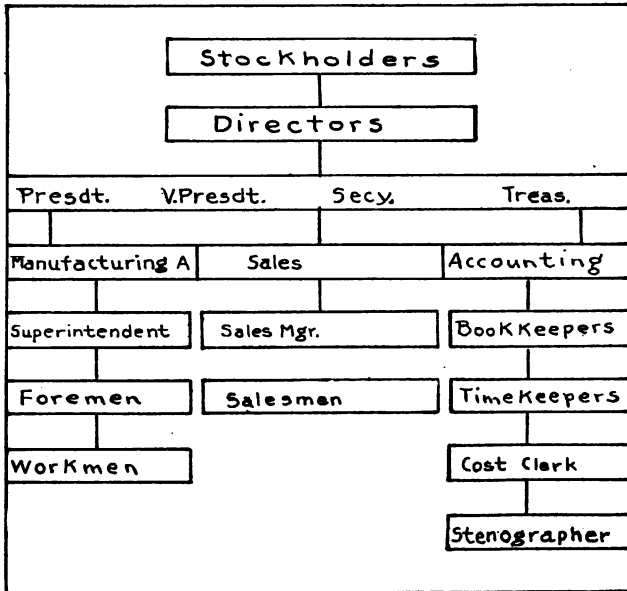 Stockholders
Directors
Presdt. V.Presdt. Secy. Treas.
Manufacturing A Sales Accounting
Superintendent Sales Mgr. Bookkeepers
Foremen Salesmen Timekeepers
Workmen Cost Clerk
Stenographer